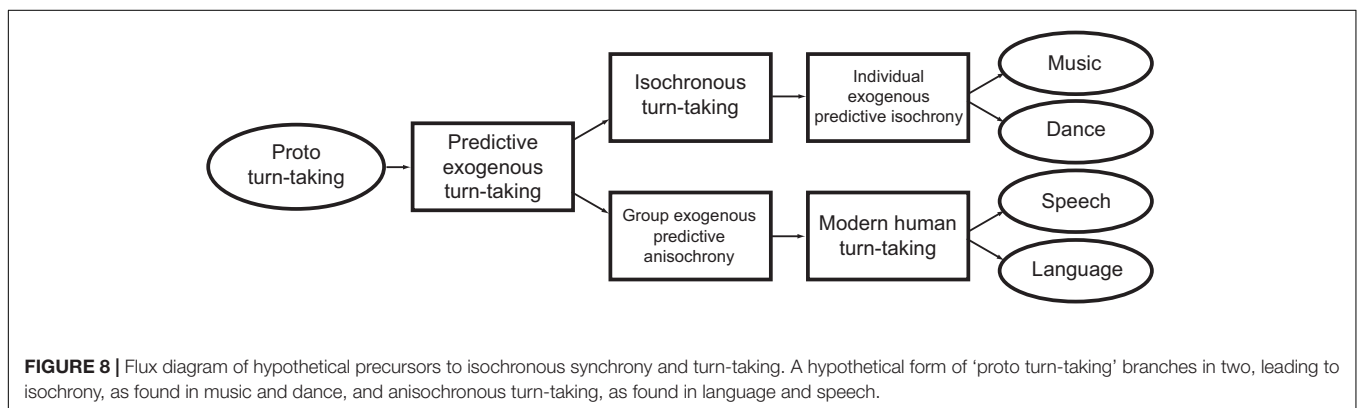 Proto
turn-taking
Predictive
exogenous
turn-taking
Isochronous
turn-taking
Individual
exogenous
predictive isochrony
Music
Dance
Group exogenous
predictive
anisochrony
Modern human
turn-taking
Speech
Language
FIGURE 8 | Flux diagram of hypothetical precursors to isochronous synchrony and turn-taking. A hypothetical form of ‘proto turn-taking’ branches in two, leading to
isochrony, as found in music and dance, and anisochronous turn-taking, as found in language and speech.